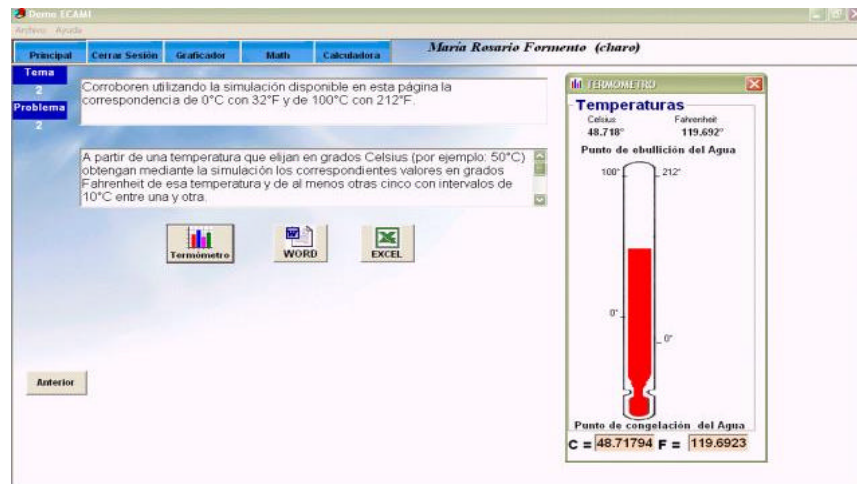 Demo ECAMI
Archivo Ayuda
Principal Cerrar Sesión Graficador Math Calculadora María Rosario Formento (charo)
Tema
2
Problema
2
Corroboren utilizando la simulación disponible en esta página la
correspondencia de 0°C con 32°F y de 100°C con 212°F.
A partir de una temperatura que elijan en grados Celsius (por ejemplo: 50°C)
obtengan mediante la simulación los correspondientes valores en grados
Fahrenheit de esa temperatura y de al menos otras cinco con intervalos de
10°C entre una y otra.
Termómetro WORD EXCEL
Anterior
TERMOMETRO
Temperaturas
Celsius Fahrenheit
48.718° 119.692°
Punto de ebullición del Agua
100° 212°
0°
0°
Punto de congelación del Agua
C = 48.71794 F = 119.6923